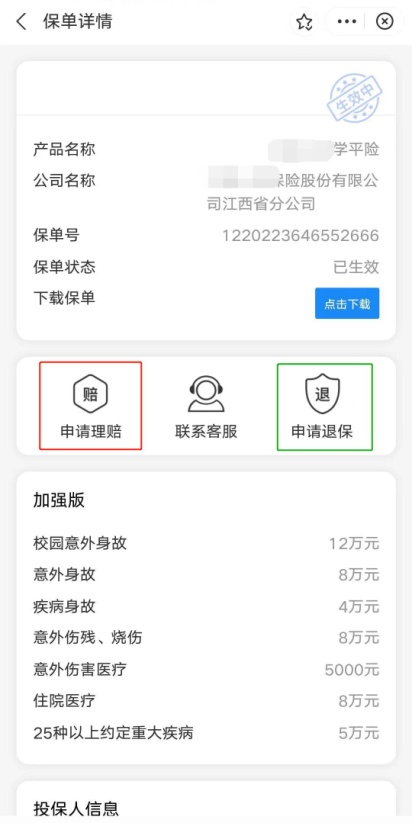 保单详情
生效中
产品名称 学平险
公司名称 保险股份有限公
司江西省分公司
保单号 1220223646552666
保单状态 已生效
下载保单 点击下载
赔 退
申请理赔 联系客服 申请退保
加强版
校园意外身故 12万元
意外身故 8万元
疾病身故 4万元
意外伤残、烧伤 8万元
意外伤害医疗 5000元
住院医疗 8万元
25种以上约定重大疾病 5万元
投保人信息